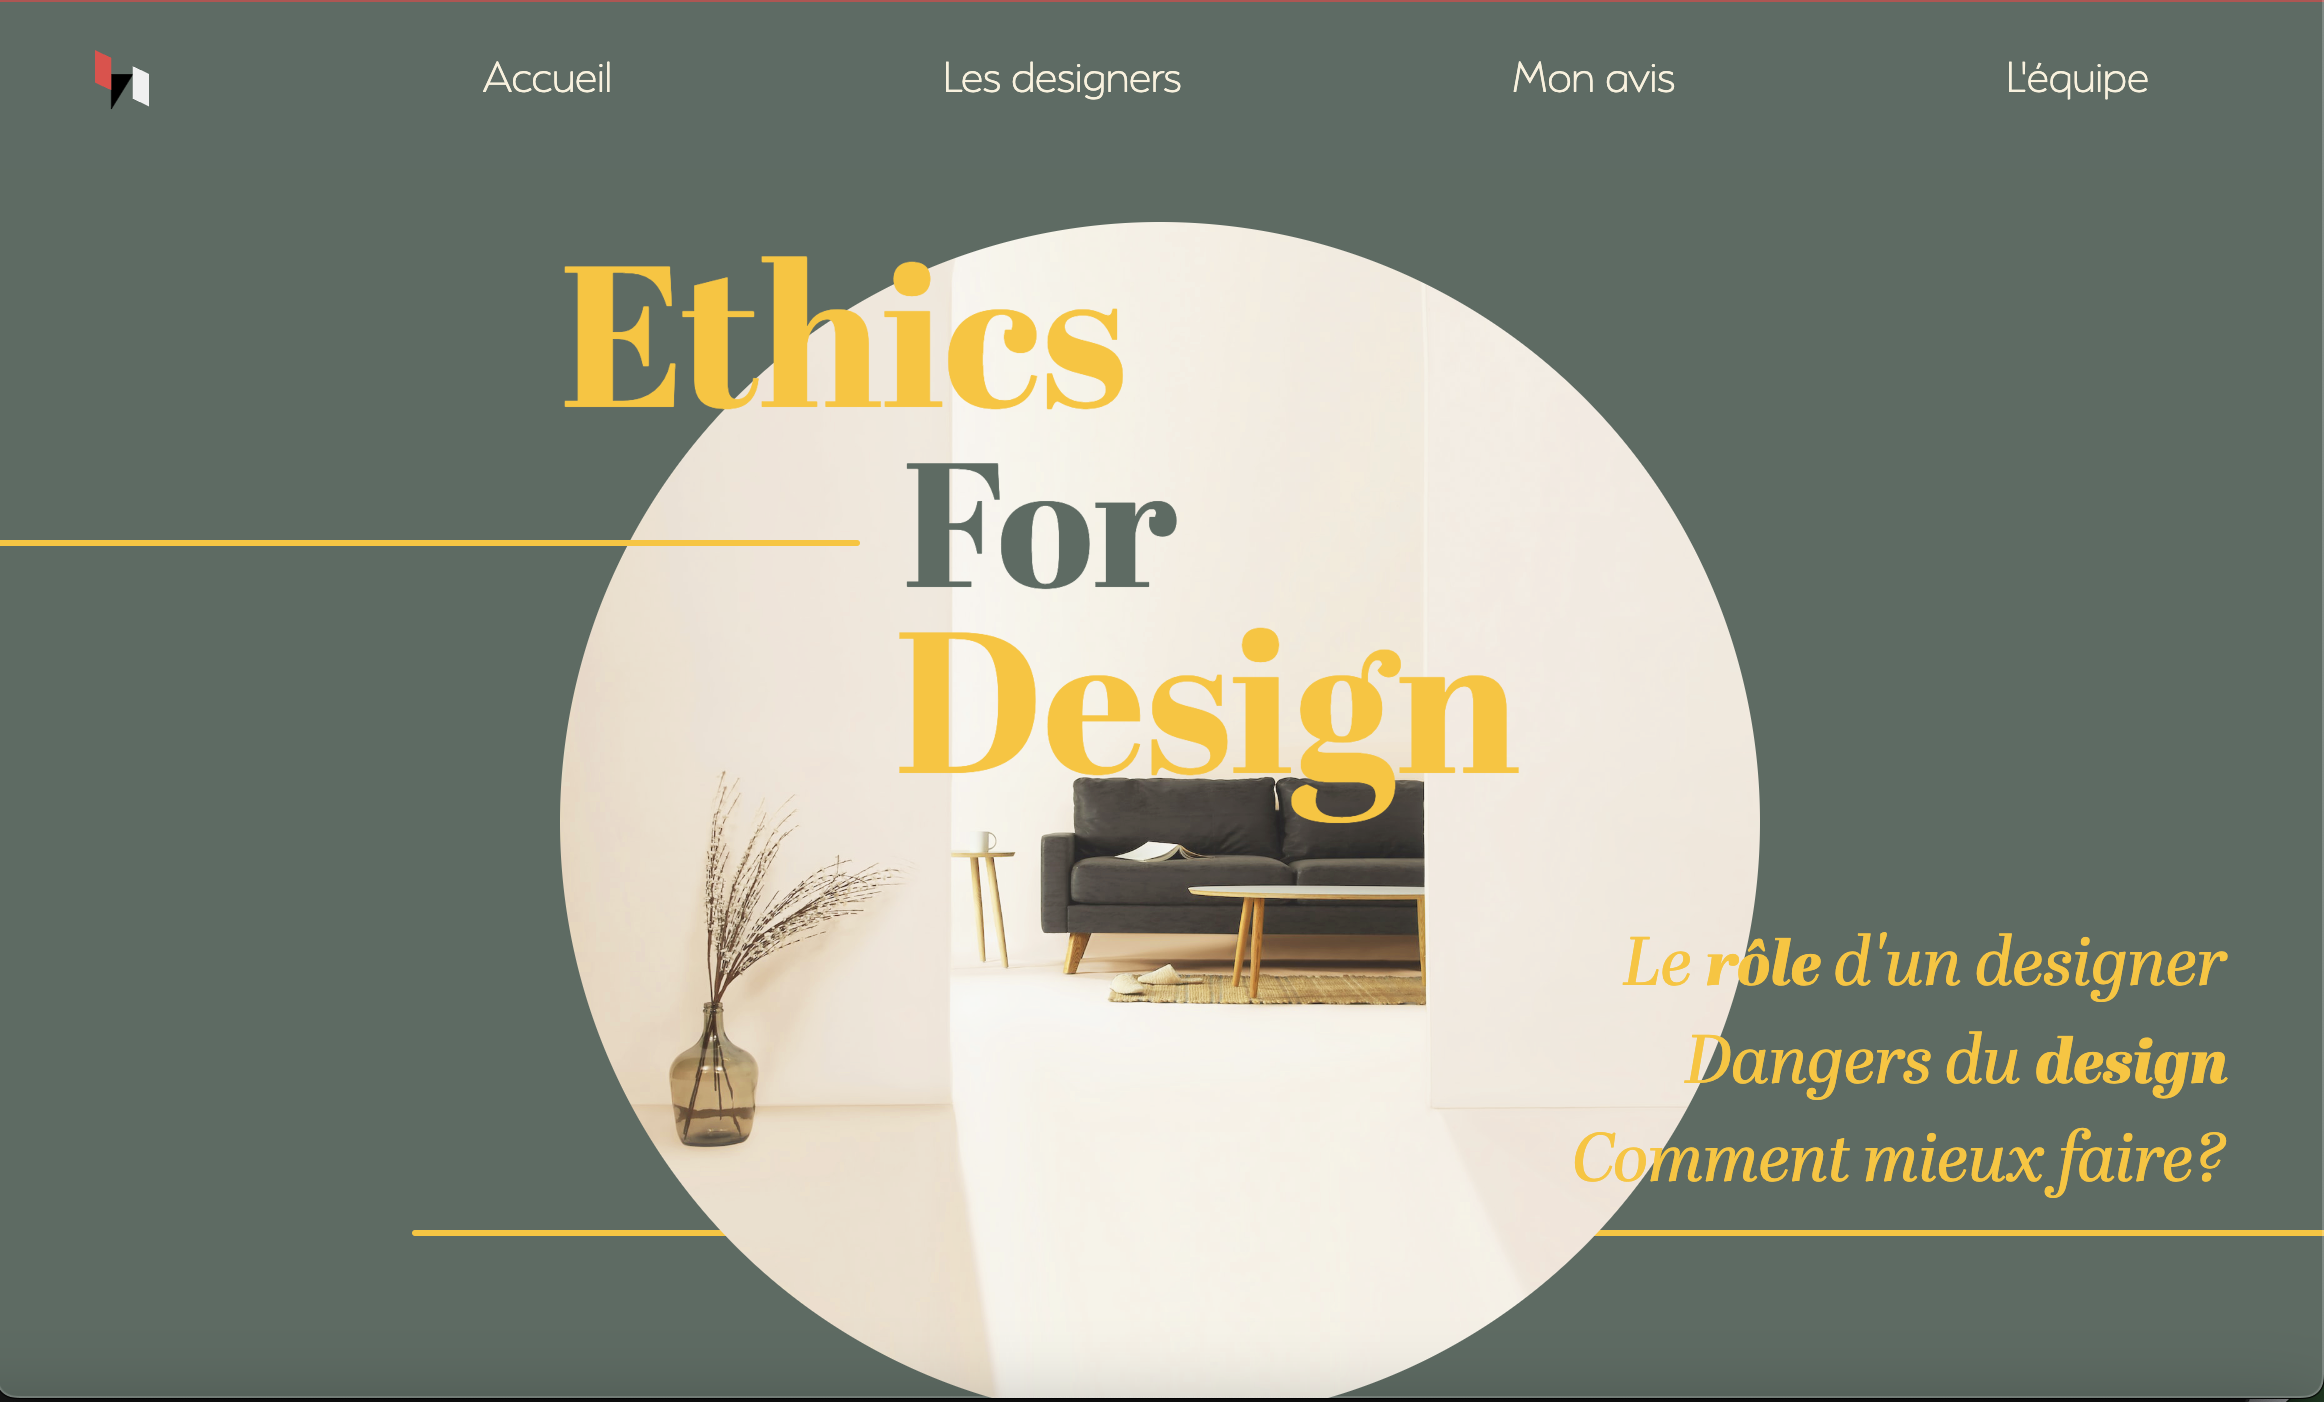 Accueil Les designers Mon avis L'équipe
Ethics
For
Design
Le rôle d'un designer
Dangers du design
Comment mieux faire?